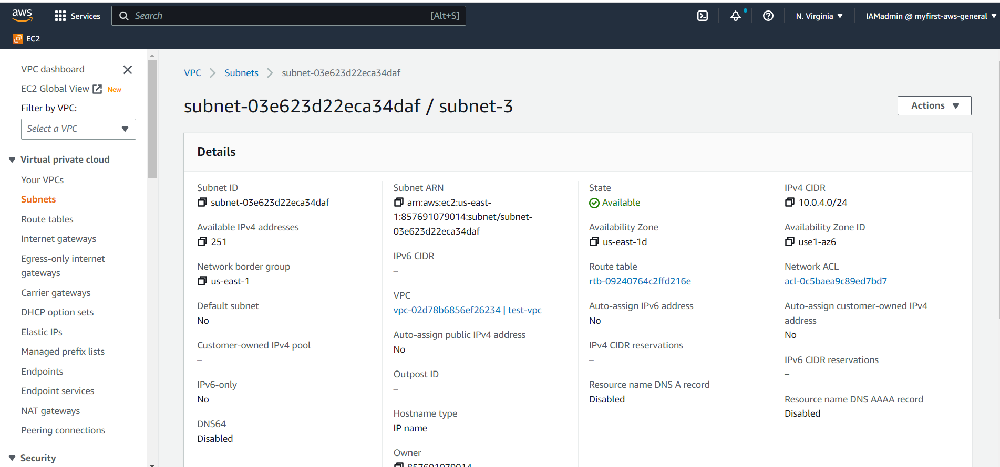 aws
Services
Search
[Alt+S]
N. Virginia
IAMadmin @ myfirst-aws-general
EC2
VPC dashboard
EC2 Global View New
Filter by VPC:
Select a VPC
Virtual private cloud
Your VPCs
Subnets
Route tables
Internet gateways
Egress-only internet
gateways
Carrier gateways
DHCP option sets
Elastic IPs
Managed prefix lists
Endpoints
Endpoint services
NAT gateways
Peering connections
Security
VPC
Subnets
subnet-03e623d22eca34daf
subnet-03e623d22eca34daf / subnet-3
Actions
Details
Subnet ID
subnet-03e623d22eca34daf
Available IPv4 addresses
251
Network border group
us-east-1
Default subnet
No
Customer-owned IPv4 pool
–
IPv6-only
No
DNS64
Disabled
Subnet ARN
arn:aws:ec2:us-east-
1:857691079014:subnet/subnet-
03e623d22eca34daf
IPv6 CIDR
–
VPC
vpc-02d78b6856ef26234 | test-vpc
Auto-assign public IPv4 address
No
Outpost ID
–
Hostname type
IP name
Owner
857691079014
State
Available
Availability Zone
us-east-1d
Route table
rtb-09240764c2ffd216e
Auto-assign IPv6 address
No
IPv4 CIDR reservations
–
Resource name DNS A record
Disabled
IPv4 CIDR
10.0.4.0/24
Availability Zone ID
use1-az6
Network ACL
acl-0c5baea9c89ed7bd7
Auto-assign customer-owned IPv4
address
No
IPv6 CIDR reservations
–
Resource name DNS AAAA record
Disabled